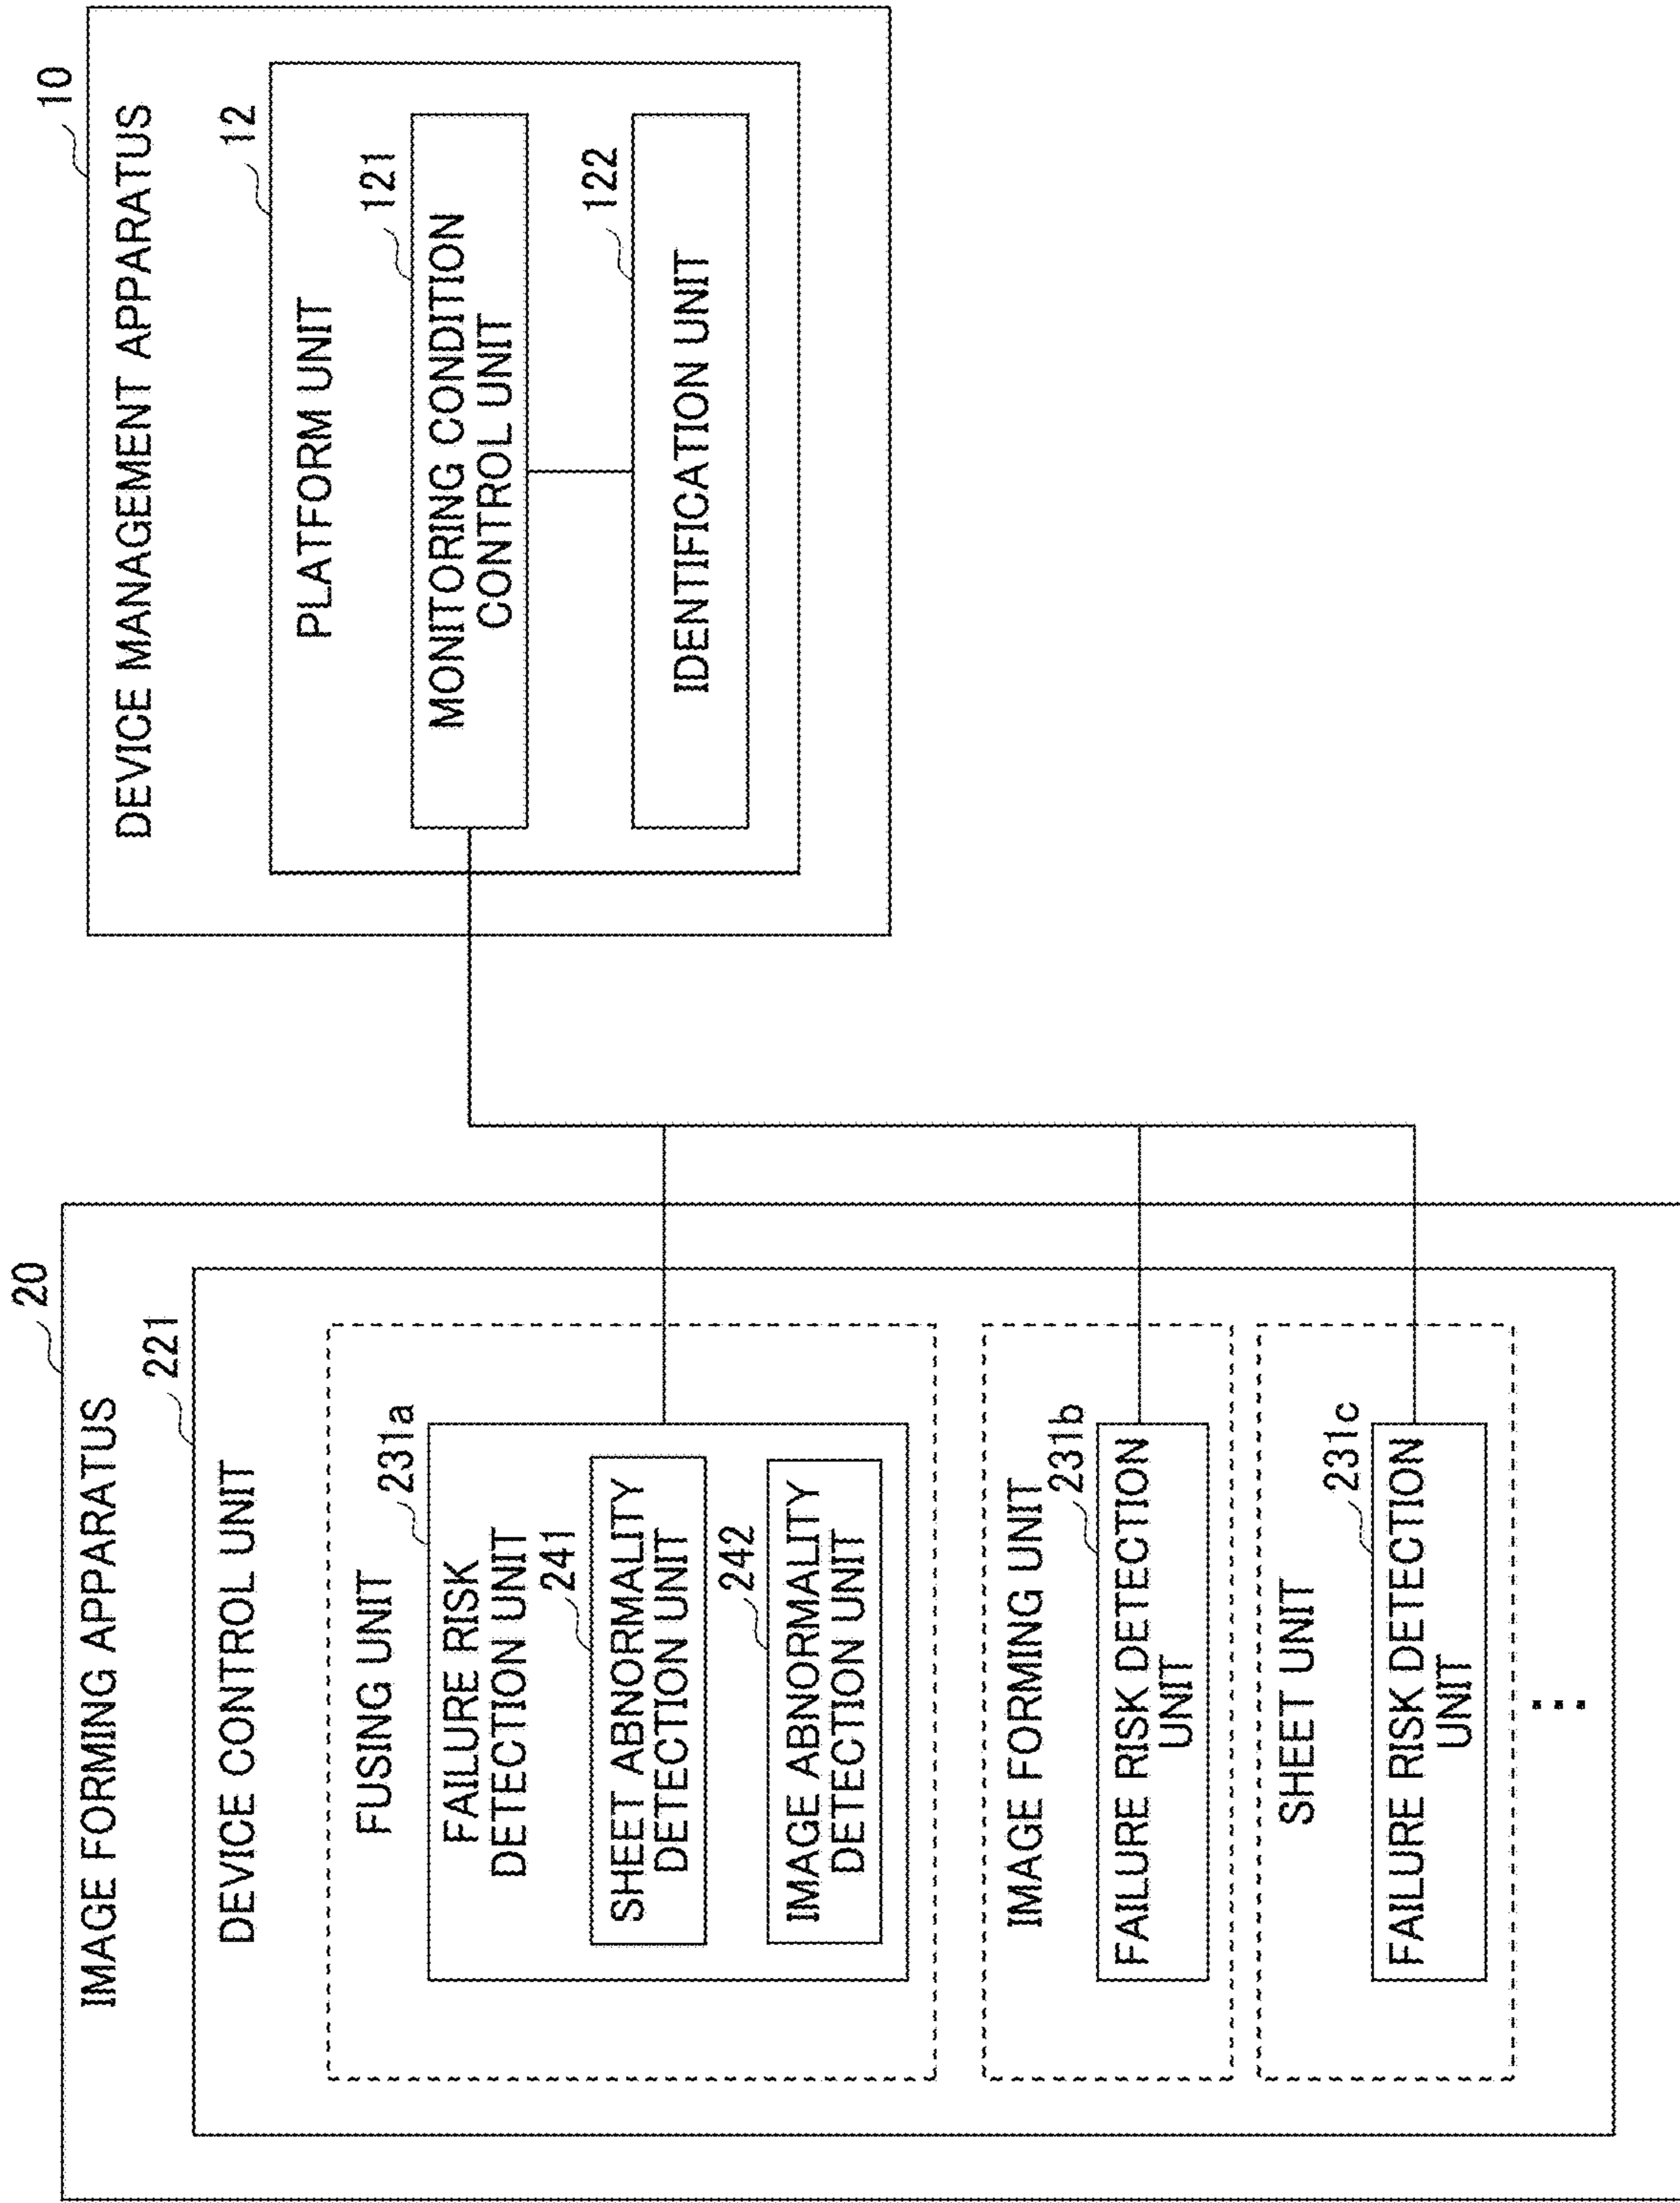 20
IMAGE FORMING APPARATUS
221
DEVICE CONTROL UNIT
FUSING UNIT
231a
FAILURE RISK
DETECTION UNIT
241
SHEET ABNORMALITY
DETECTION UNIT
242
IMAGE ABNORMALITY
DETECTION UNIT
IMAGE FORMING UNIT
231b
FAILURE RISK DETECTION
UNIT
SHEET UNIT
231c
FAILURE RISK DETECTION
UNIT
...
10
DEVICE MANAGEMENT APPARATUS
12
PLATFORM UNIT
121
MONITORING CONDITION
CONTROL UNIT
122
IDENTIFICATION UNIT